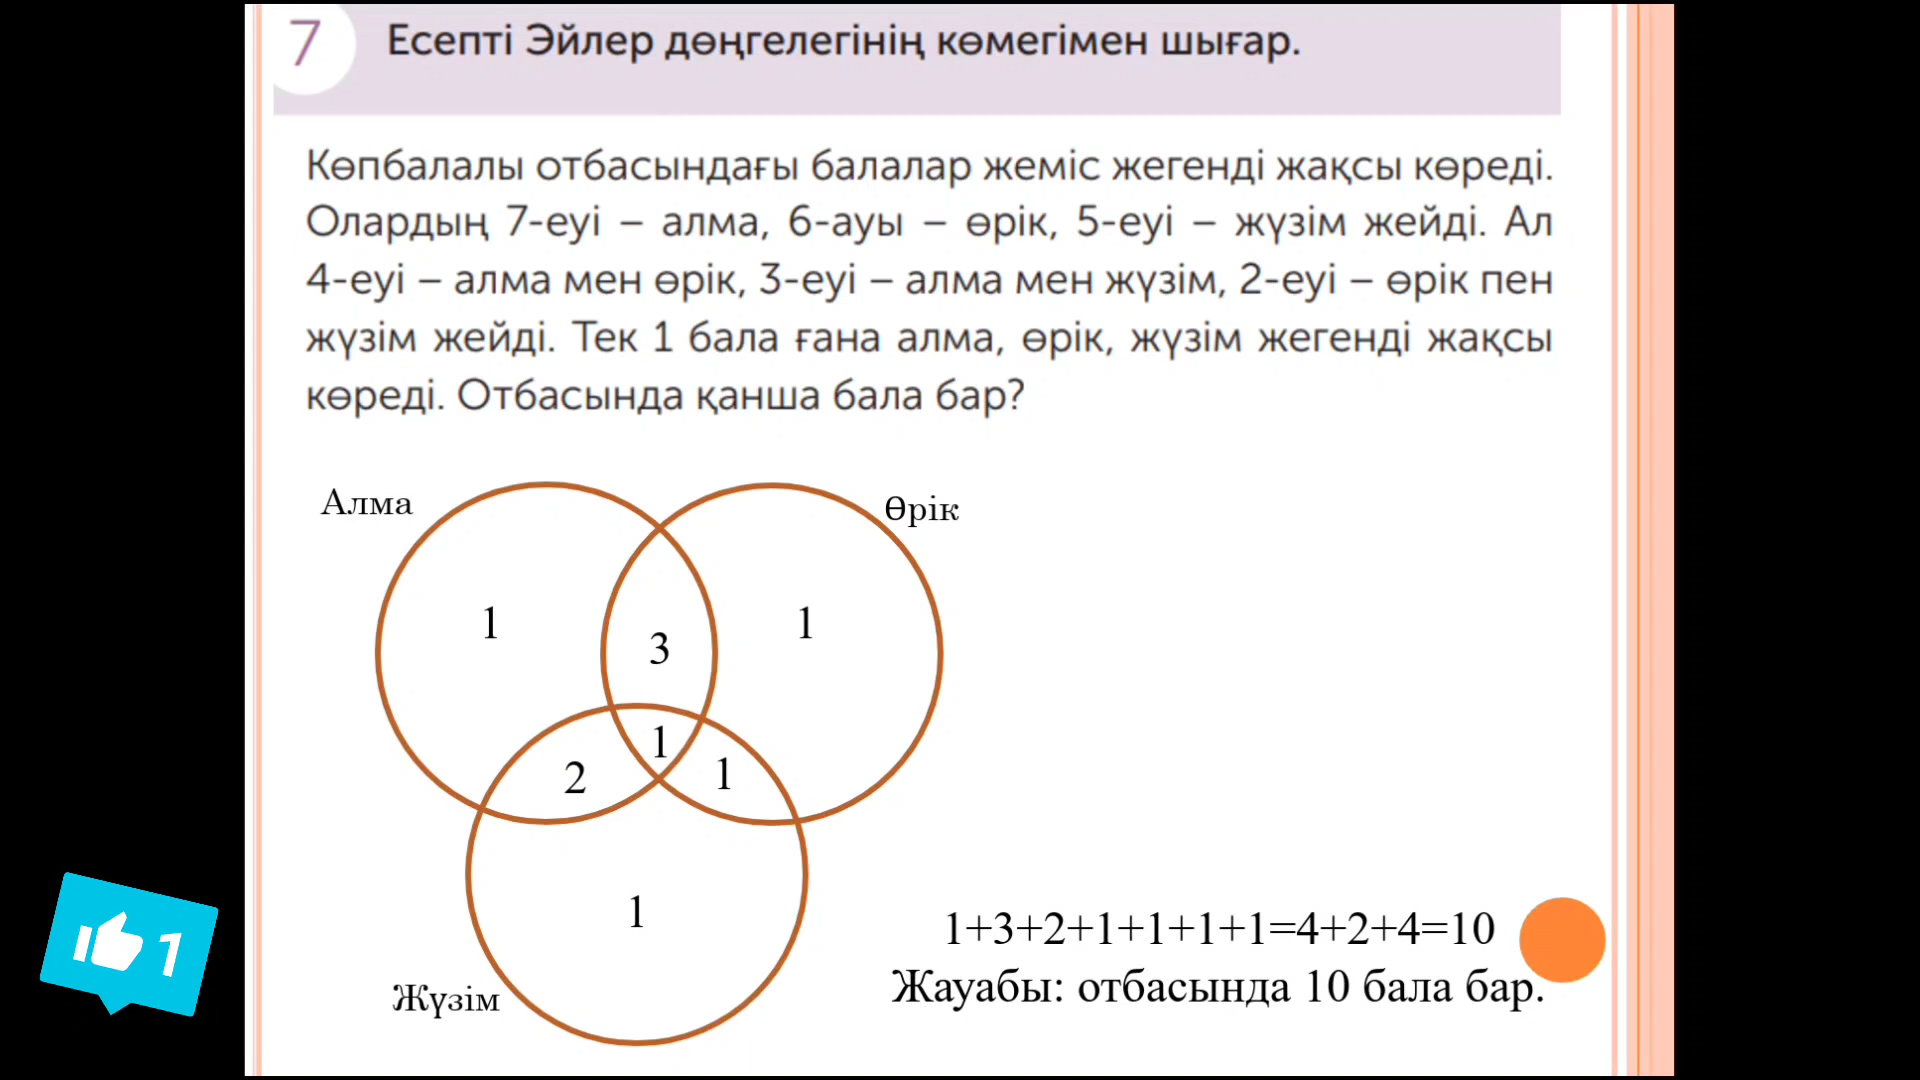 7
Есепті Эйлер дөңгелегінің көмегімен шығар.
Көпбалалы отбасындағы балалар жеміс жегенді жақсы көреді.
Олардың 7-еуі – алма, 6-ауы – өрік, 5-еуі – жүзім жейді. Ал
4-еуі – алма мен өрік, 3-еуі – алма мен жүзім, 2-еуі – өрік пен
жүзім жейді. Тек 1 бала ғана алма, өрік, жүзім жегенді жақсы
көреді. Отбасында қанша бала бар?
Алма
Өрік
1
3
1
2
1
1
1
Жүзім
1+3+2+1+1+1+1=4+2+4=10
Жауабы: отбасында 10 бала бар.
1